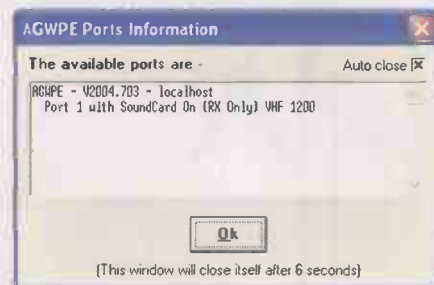 AGWPE Ports Information
The available ports are -
Auto close
AGWPE - V2004.703 - localhost
Port 1 with SoundCard On (RX Only) VHF 1200
Ok
(This window will close itself after 6 seconds)